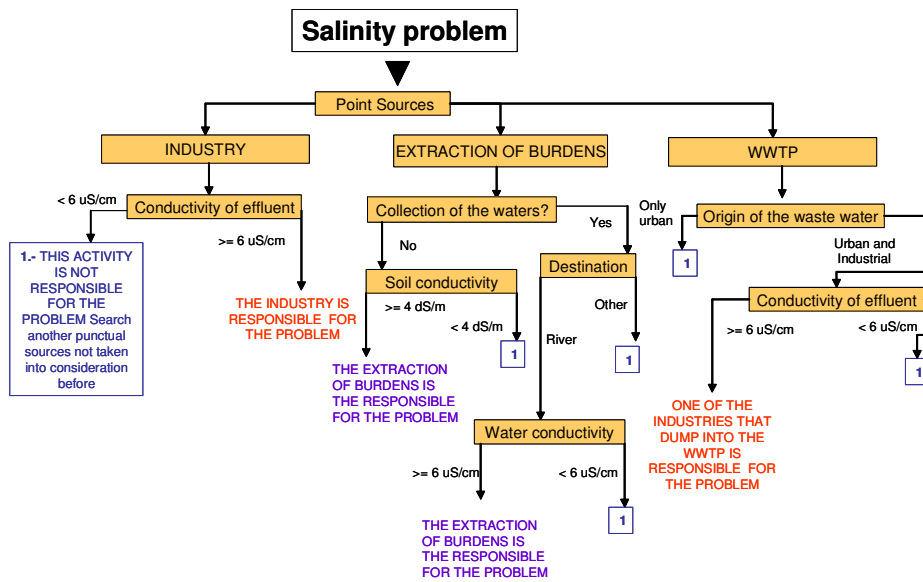 Salinity problem
Point Sources
INDUSTRY
EXTRACTION OF BURDENS
WWTP
< 6 uS/cm
Conductivity of effluent
>= 6 uS/cm
1.- THIS ACTIVITY
IS NOT
RESPONSIBLE
FOR THE
PROBLEM Search
another punctual
sources not taken
into consideration
before
THE INDUSTRY IS
RESPONSIBLE FOR
THE PROBLEM
Collection of the waters?
No
Yes
Soil conductivity
>= 4 dS/m
< 4 dS/m
1
THE EXTRACTION
OF BURDENS IS
THE RESPONSIBLE
FOR THE PROBLEM
Destination
River
Other
1
Water conductivity
>= 6 uS/cm
< 6 uS/cm
1
THE EXTRACTION
OF BURDENS IS
THE RESPONSIBLE
FOR THE PROBLEM
Only
urban
Origin of the waste water
1
Urban and
Industrial
Conductivity of effluent
>= 6 uS/cm
< 6 uS/cm
1
ONE OF THE
INDUSTRIES THAT
DUMP INTO THE
WWTP IS
RESPONSIBLE FOR
THE PROBLEM